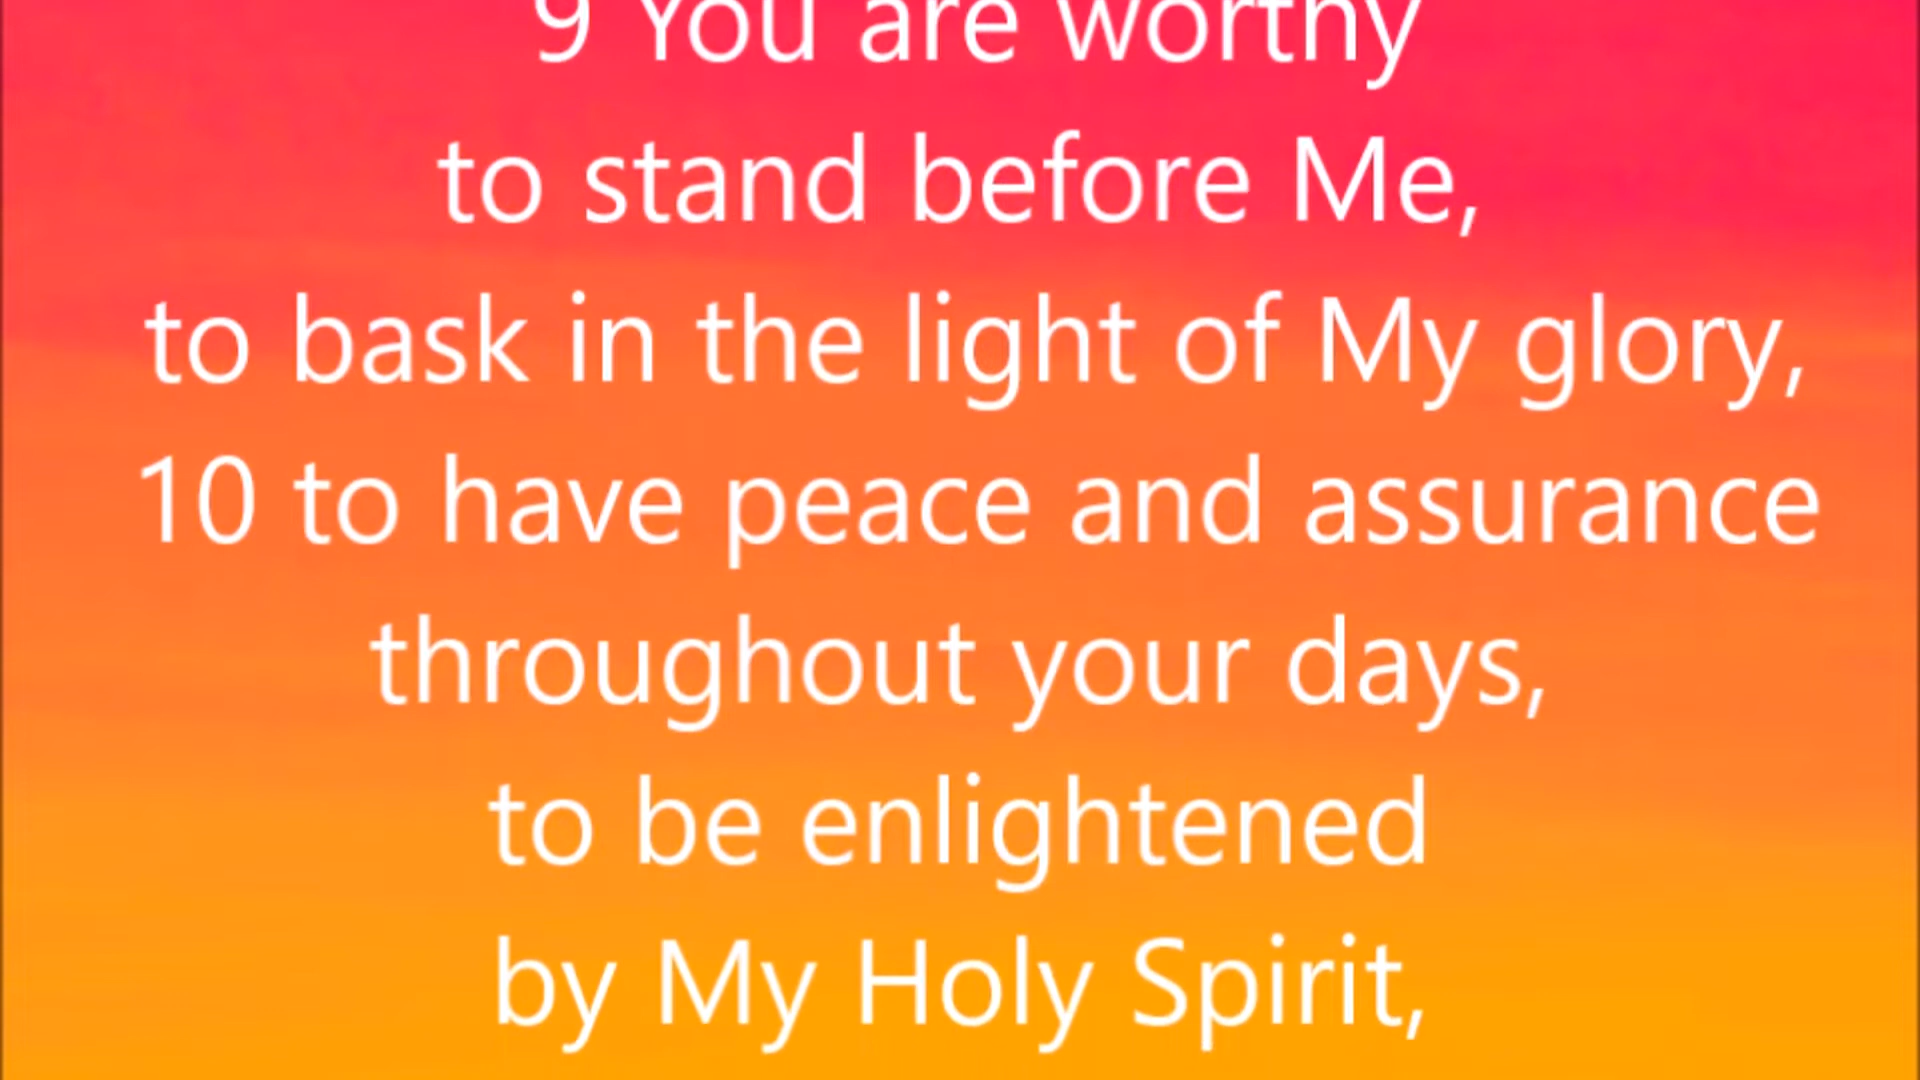 9 You are worthy
to stand before Me,
to bask in the light of My glory,
10 to have peace and assurance
throughout your days,
to be enlightened
by My Holy Spirit,